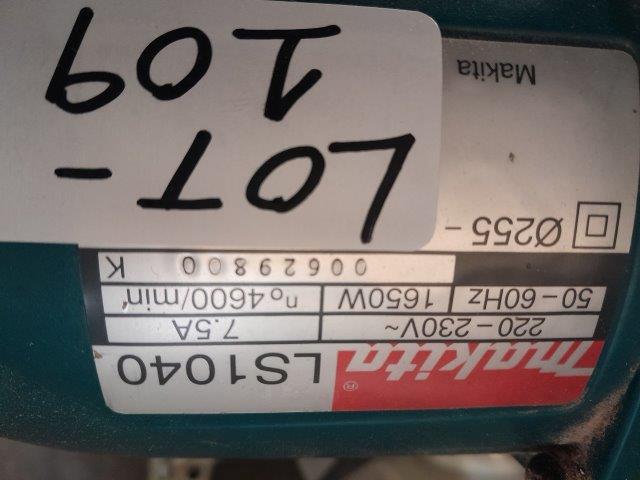 makita® LS1040
220-230V~ 7.5A
50-60Hz 1650W n₀4600/min
00629800 K
Ø255 -
LOT -
109
Makita